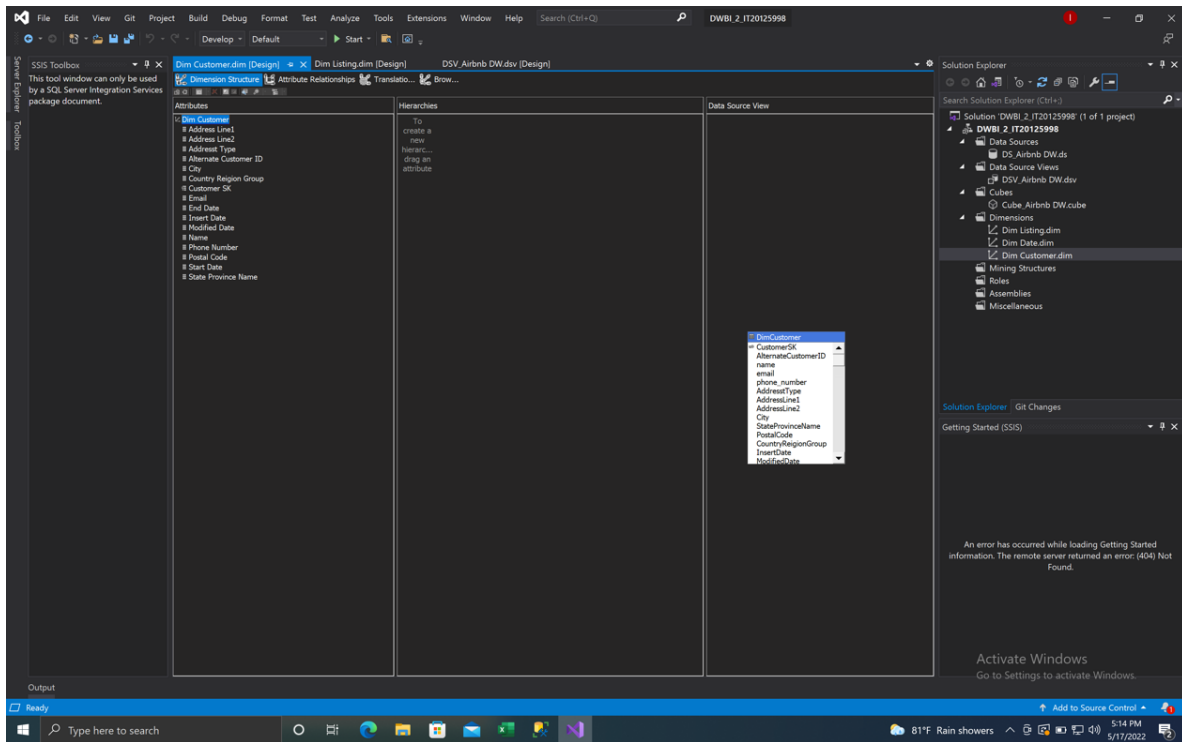 File Edit View Git Project Build Debug Format Test Analyze Tools Extensions Window Help Search (Ctrl+Q) DWBI_2_IT20125998 I
Develop Default Start
Server Explorer
Toolbox
SSIS Toolbox
This tool window can only be used
by a SQL Server Integration Services
package document.
Dim Customer.dim [Design] Dim Listing.dim [Design] DSV_Airbnb DW.dsv [Design]
Dimension Structure Attribute Relationships Translatio... Brow...
Attributes
Dim Customer
Address Line1
Address Line2
Addresst Type
Alternate Customer ID
City
Country Reigion Group
Customer SK
Email
End Date
Insert Date
Modified Date
Name
Phone Number
Postal Code
Start Date
State Province Name
Hierarchies
To
create a
new
hierarc...
drag an
attribute
Data Source View
DimCustomer
CustomerSK
AlternateCustomerID
name
email
phone_number
AddresstType
AddressLine1
AddressLine2
City
StateProvinceName
PostalCode
CountryReigionGroup
InsertDate
ModifiedDate
Solution Explorer
Search Solution Explorer (Ctrl+;)
Solution 'DWBI_2_IT20125998' (1 of 1 project)
DWBI_2_IT20125998
Data Sources
DS_Airbnb DW.ds
Data Source Views
DSV_Airbnb DW.dsv
Cubes
Cube_Airbnb DW.cube
Dimensions
Dim Listing.dim
Dim Date.dim
Dim Customer.dim
Mining Structures
Roles
Assemblies
Miscellaneous
Solution Explorer Git Changes
Getting Started (SSIS)
An error has occurred while loading Getting Started
information. The remote server returned an error: (404) Not
Found.
Activate Windows
Go to Settings to activate Windows.
Output
Ready Add to Source Control
Type here to search 81°F Rain showers 5:14 PM
5/17/2022